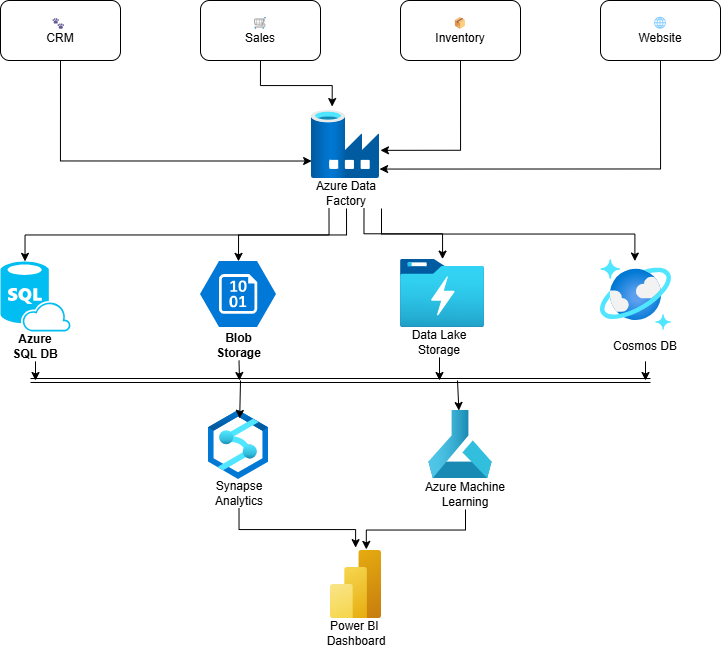 CRM
Sales
Inventory
Website
Azure Data
Factory
SQL
10
01
Azure
SQL DB
Blob
Storage
Data Lake
Storage
Cosmos DB
Synapse
Analytics
Azure Machine
Learning
Power BI
Dashboard